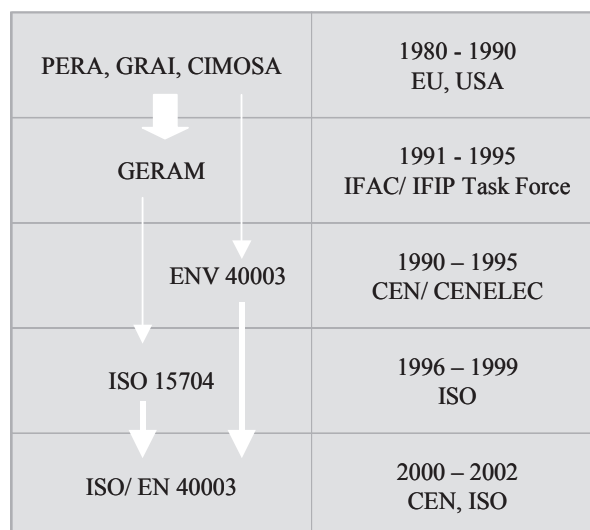 PERA, GRAI, CIMOSA
1980 - 1990
EU, USA
GERAM
1991 - 1995
IFAC/ IFIP Task Force
ENV 40003
1990 – 1995
CEN/ CENELEC
ISO 15704
1996 – 1999
ISO
ISO/ EN 40003
2000 – 2002
CEN, ISO